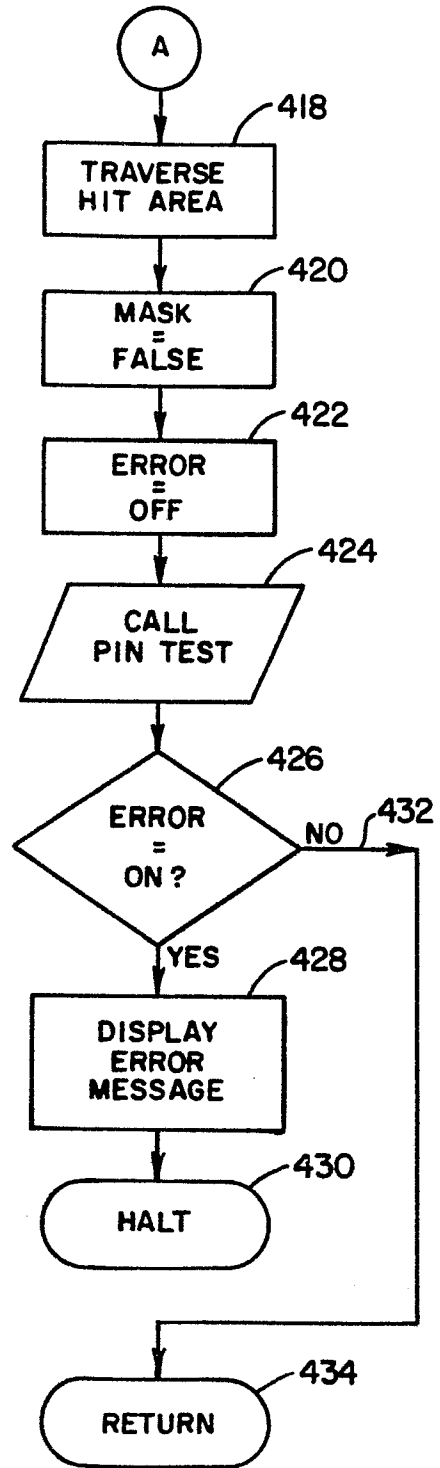 A
418
TRAVERSE
HIT AREA
420
MASK
=
FALSE
422
ERROR
=
OFF
424
CALL
PIN TEST
426
ERROR
=
ON?
NO
432
YES
428
DISPLAY
ERROR
MESSAGE
430
HALT
434
RETURN